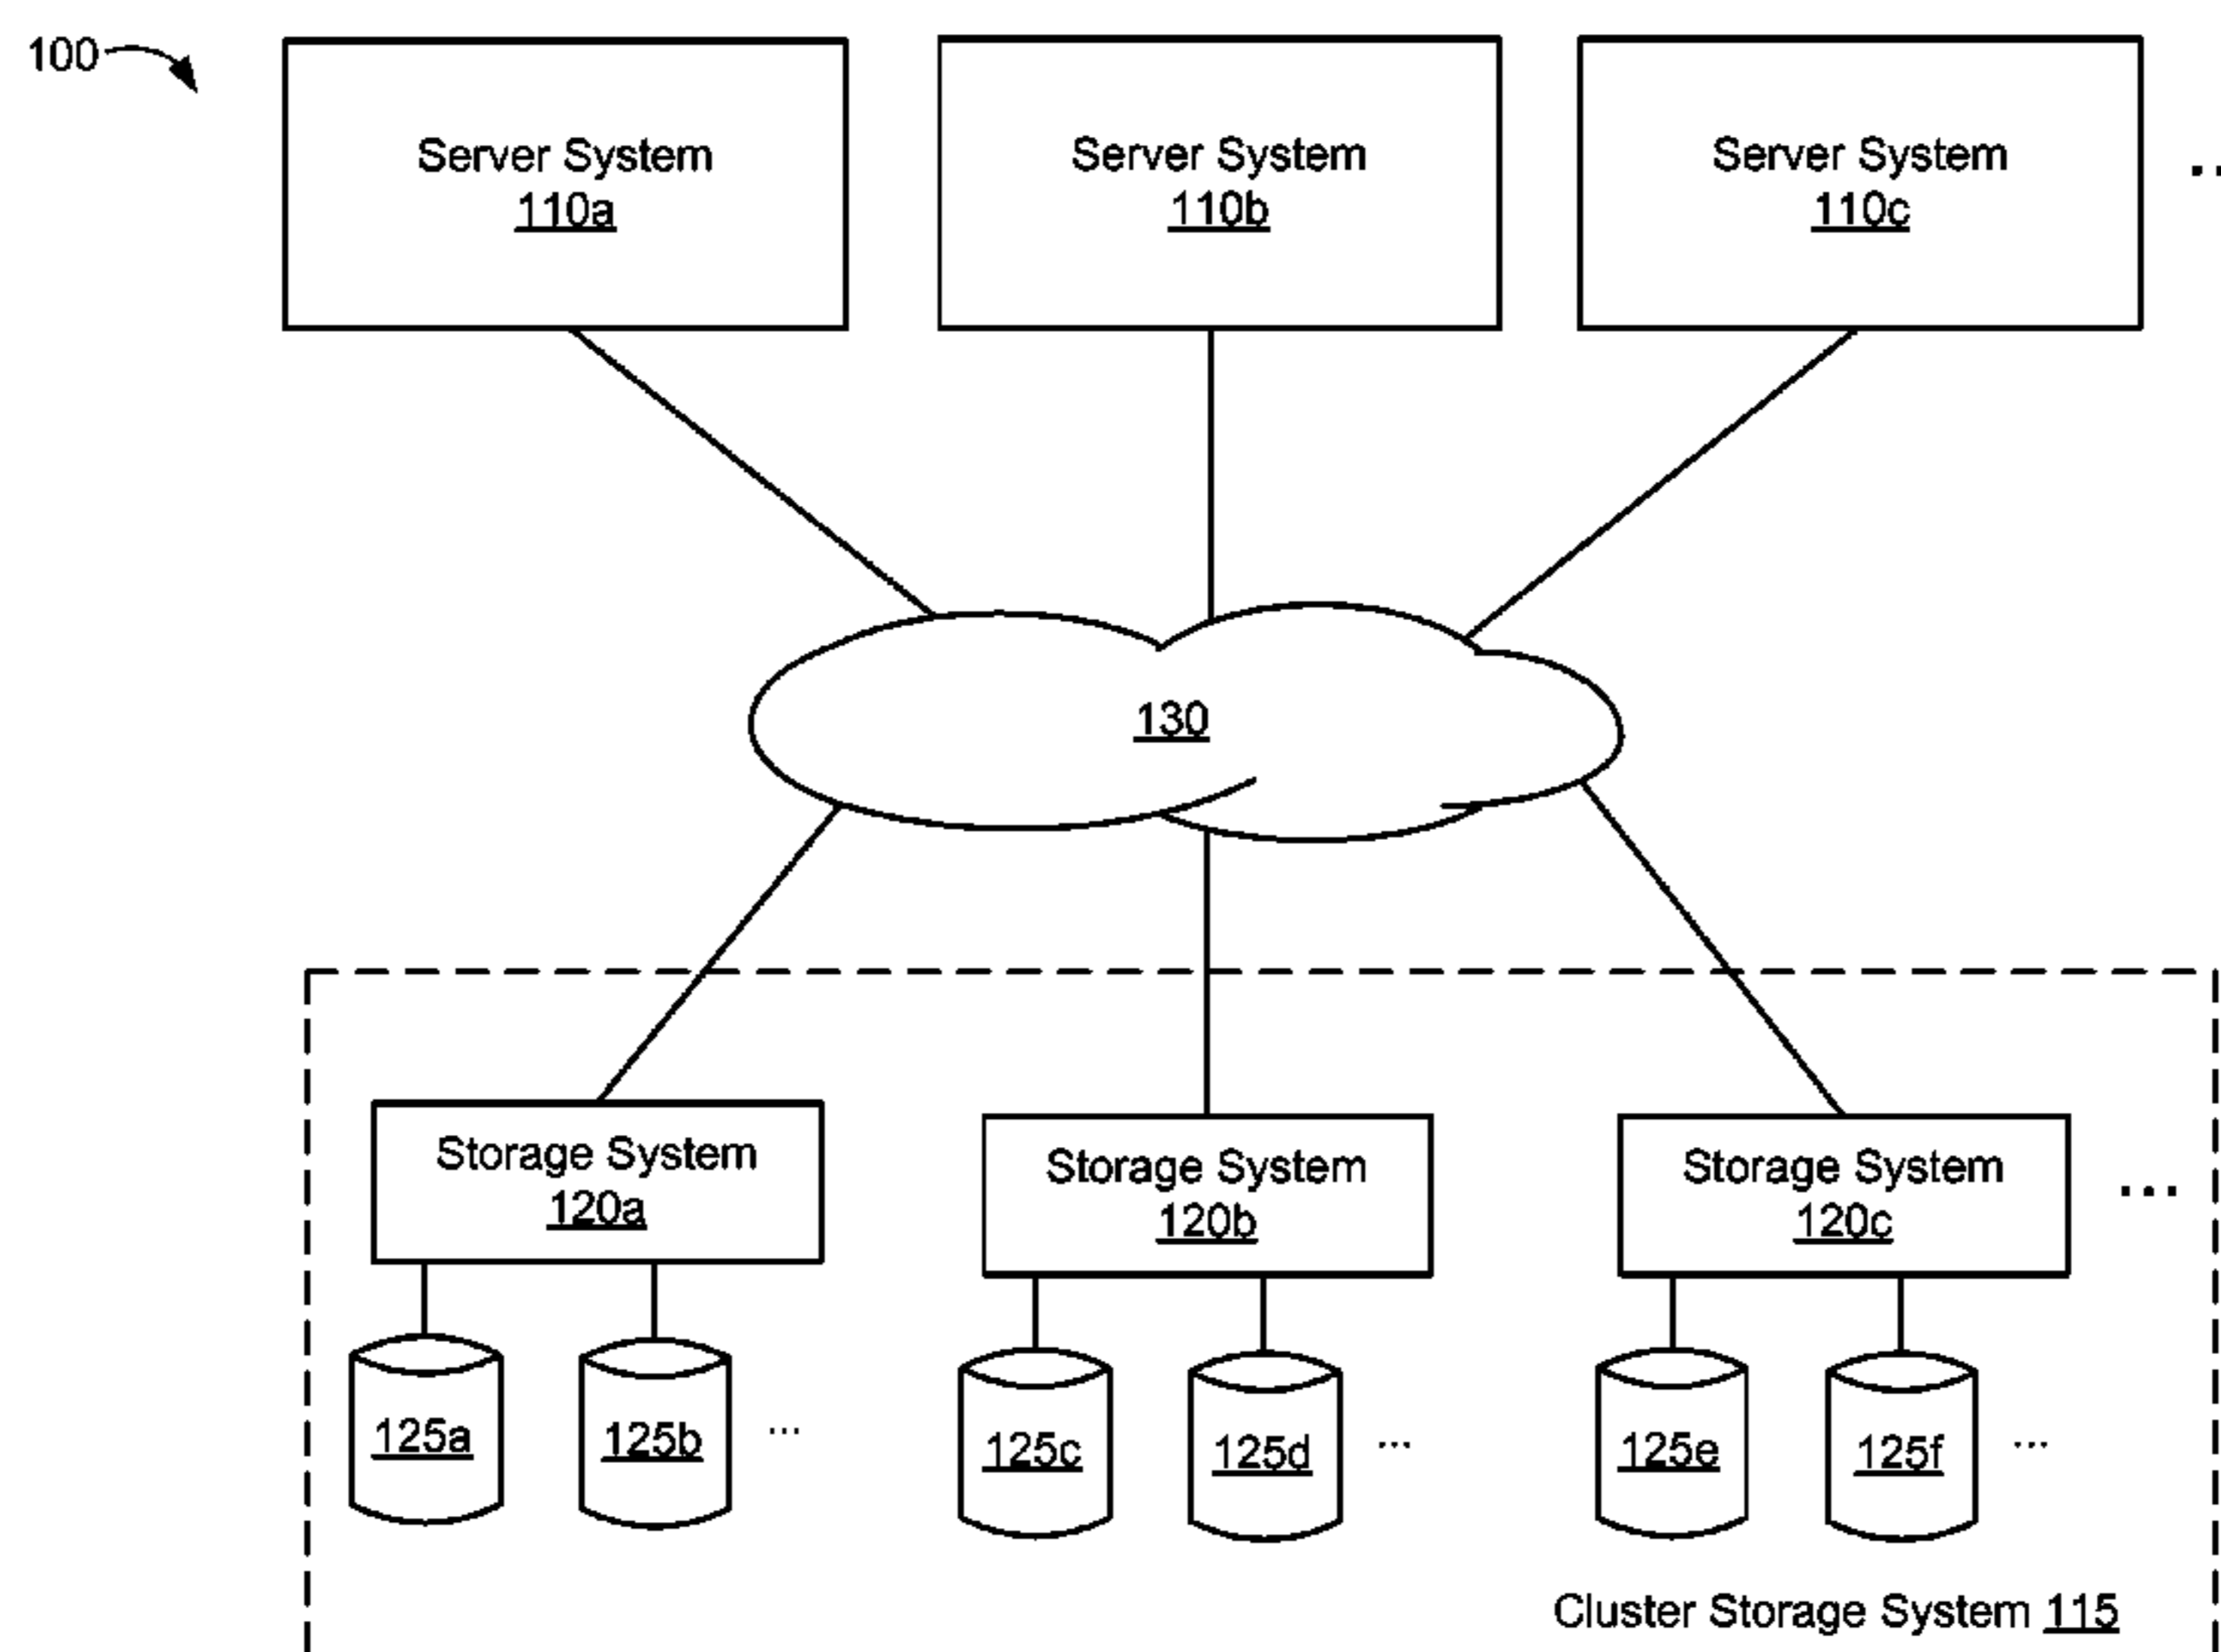 100
Server System
110a
Server System
110b
Server System
110c
..
130
Storage System
120a
Storage System
120b
Storage System
120c
...
125a
125b
...
125c
125d
...
125e
125f
...
Cluster Storage System 115